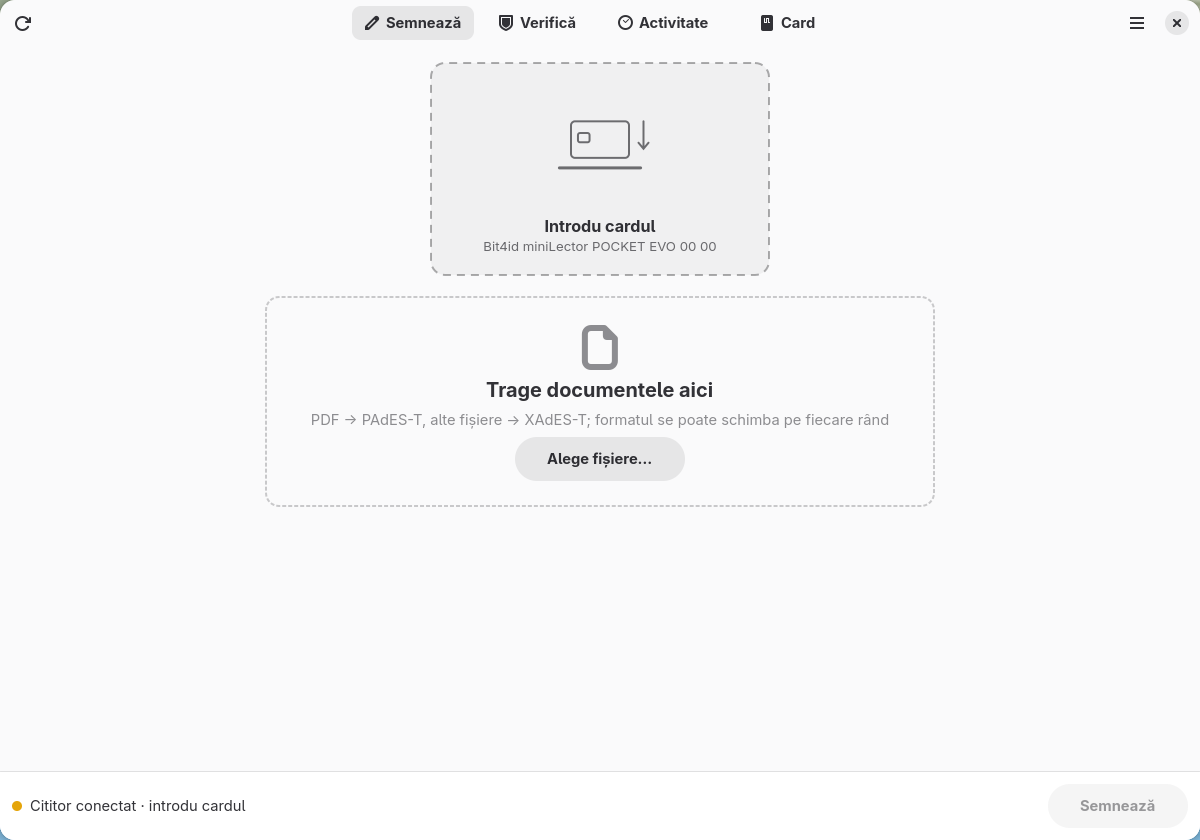 Semnează
Verifică
Activitate
Card
Introdu cardul
Bit4id miniLector POCKET EVO 00 00
Trage documentele aici
PDF → PAdES-T, alte fișiere → XAdES-T; formatul se poate schimba pe fiecare rând
Alege fișiere...
Cititor conectat · introdu cardul
Semnează